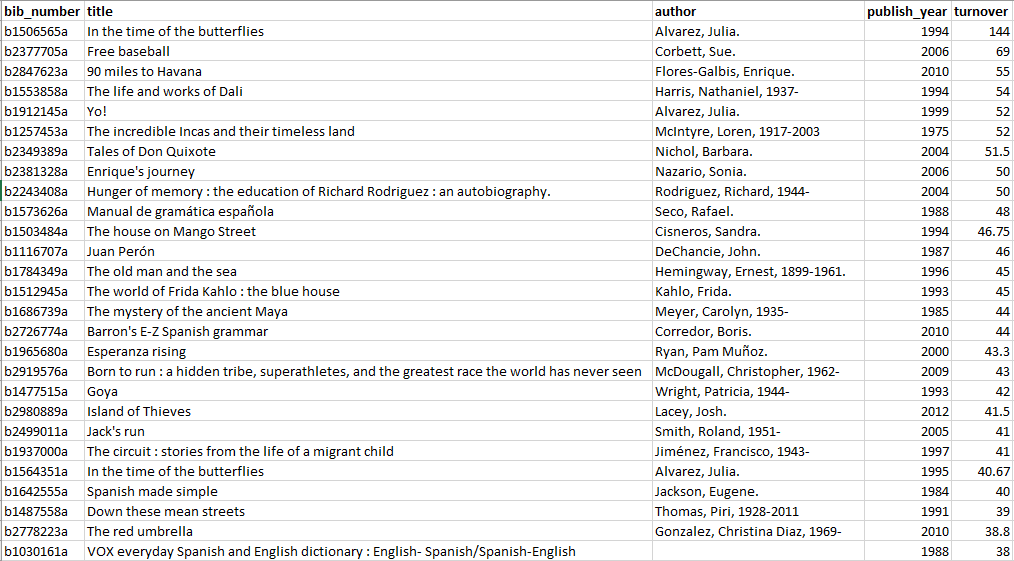 bib_number title author publish_year turnover
b1506565a In the time of the butterflies Alvarez, Julia. 1994 144
b2377705a Free baseball Corbett, Sue. 2006 69
b2847623a 90 miles to Havana Flores-Galbis, Enrique. 2010 55
b1553858a The life and works of Dali Harris, Nathaniel, 1937- 1994 54
b1912145a Yo! Alvarez, Julia. 1999 52
b1257453a The incredible Incas and their timeless land McIntyre, Loren, 1917-2003 1975 52
b2349389a Tales of Don Quixote Nichol, Barbara. 2004 51.5
b2381328a Enrique's journey Nazario, Sonia. 2006 50
b2243408a Hunger of memory : the education of Richard Rodriguez : an autobiography. Rodriguez, Richard, 1944- 2004 50
b1573626a Manual de gramática española Seco, Rafael. 1988 48
b1503484a The house on Mango Street Cisneros, Sandra. 1994 46.75
b1116707a Juan Perón DeChancie, John. 1987 46
b1784349a The old man and the sea Hemingway, Ernest, 1899-1961. 1996 45
b1512945a The world of Frida Kahlo : the blue house Kahlo, Frida. 1993 45
b1686739a The mystery of the ancient Maya Meyer, Carolyn, 1935- 1985 44
b2726774a Barron's E-Z Spanish grammar Corredor, Boris. 2010 44
b1965680a Esperanza rising Ryan, Pam Muñoz. 2000 43.3
b2919576a Born to run : a hidden tribe, superathletes, and the greatest race the world has never seen McDougall, Christopher, 1962- 2009 43
b1477515a Goya Wright, Patricia, 1944- 1993 42
b2980889a Island of Thieves Lacey, Josh. 2012 41.5
b2499011a Jack's run Smith, Roland, 1951- 2005 41
b1937000a The circuit : stories from the life of a migrant child Jiménez, Francisco, 1943- 1997 41
b1564351a In the time of the butterflies Alvarez, Julia. 1995 40.67
b1642555a Spanish made simple Jackson, Eugene. 1984 40
b1487558a Down these mean streets Thomas, Piri, 1928-2011 1991 39
b2778223a The red umbrella Gonzalez, Christina Diaz, 1969- 2010 38.8
b1030161a VOX everyday Spanish and English dictionary : English- Spanish/Spanish-English 1988 38